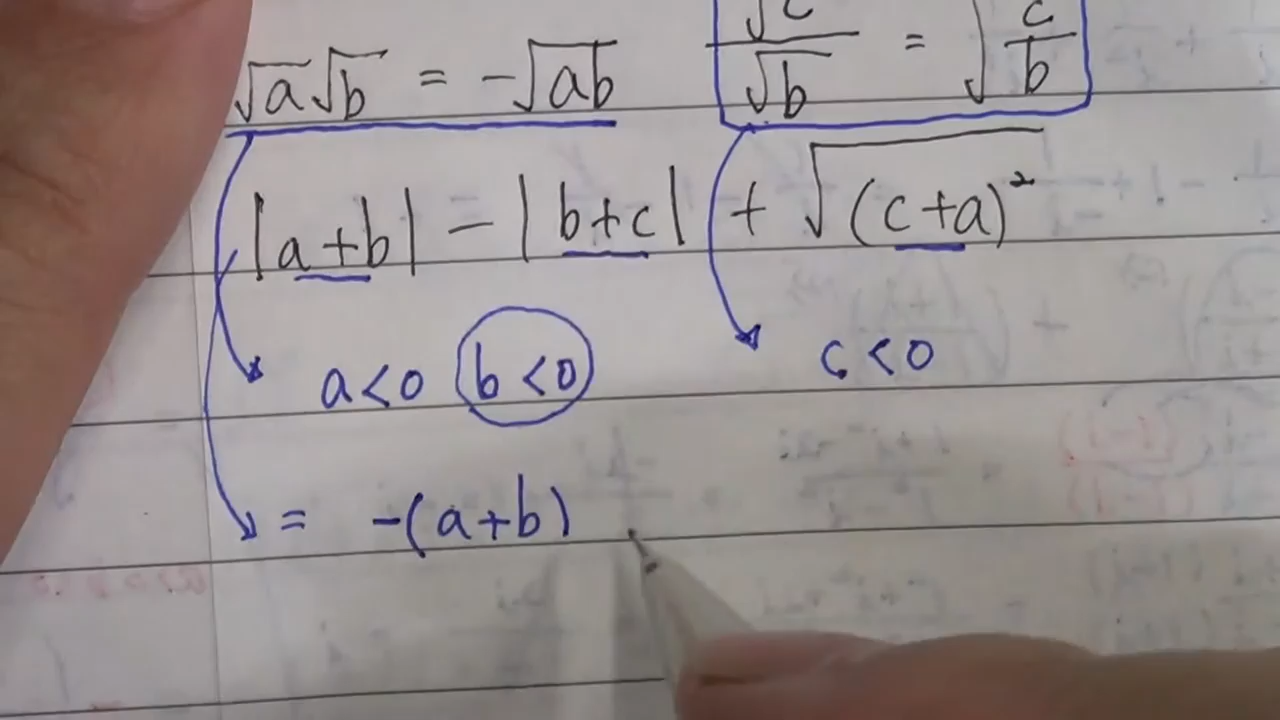 √a√b = -√ab √c/√b = √(c/b)
|a+b| - |b+c| + √(c+a)²
a<0 b<0 c<0
= -(a+b)